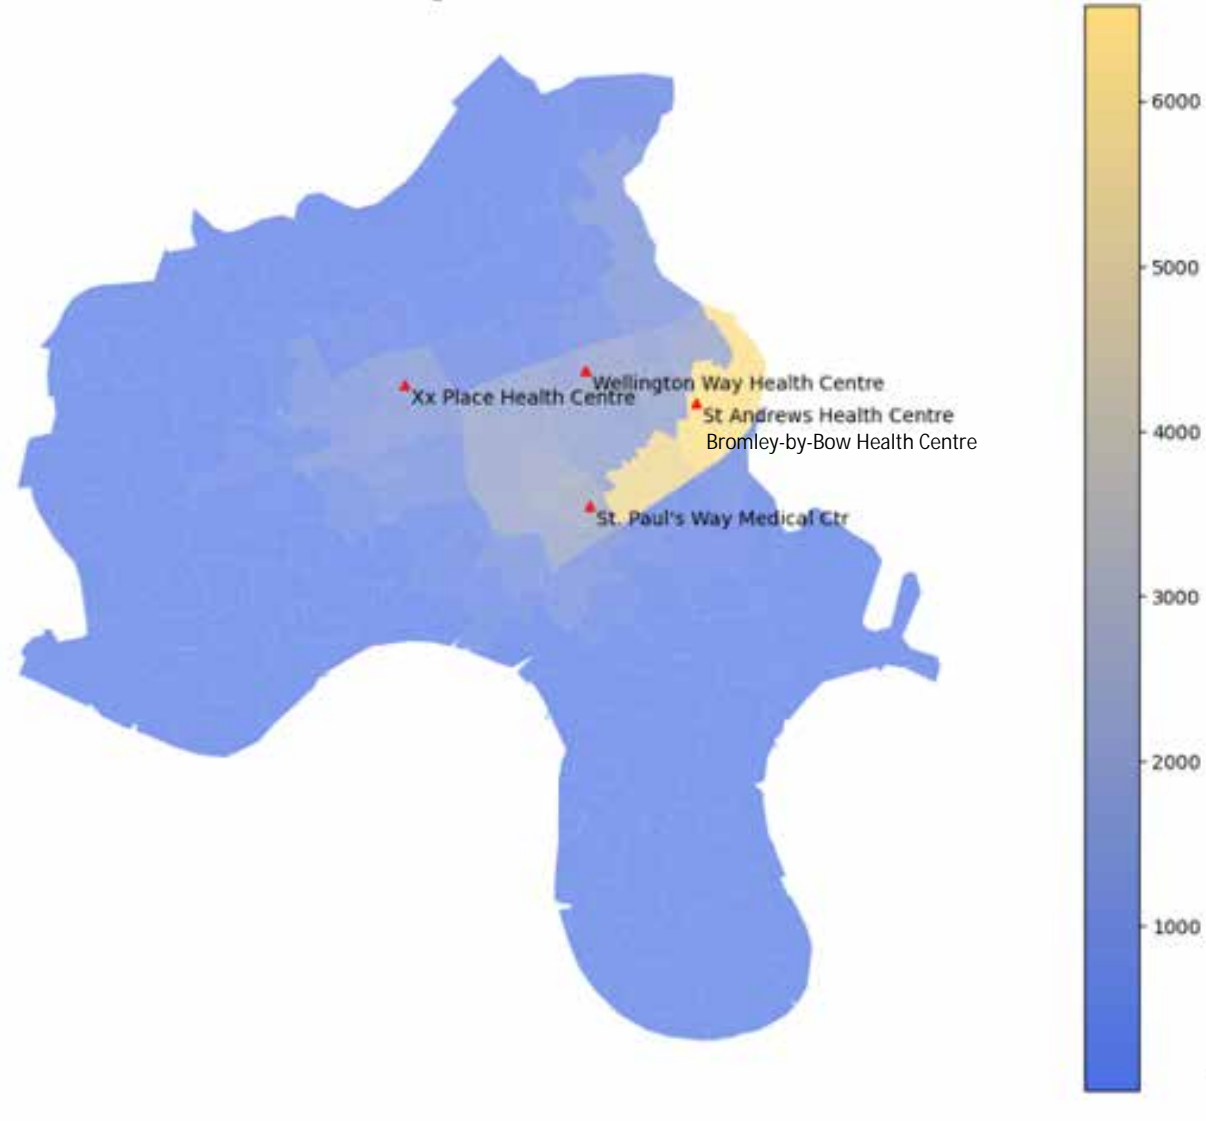 6000
5000
Wellington Way Health Centre
Xx Place Health Centre
St Andrews Health Centre
4000
Bromley-by-Bow Health Centre
St. Paul's Way Medical Ctr
3000
2000
1000